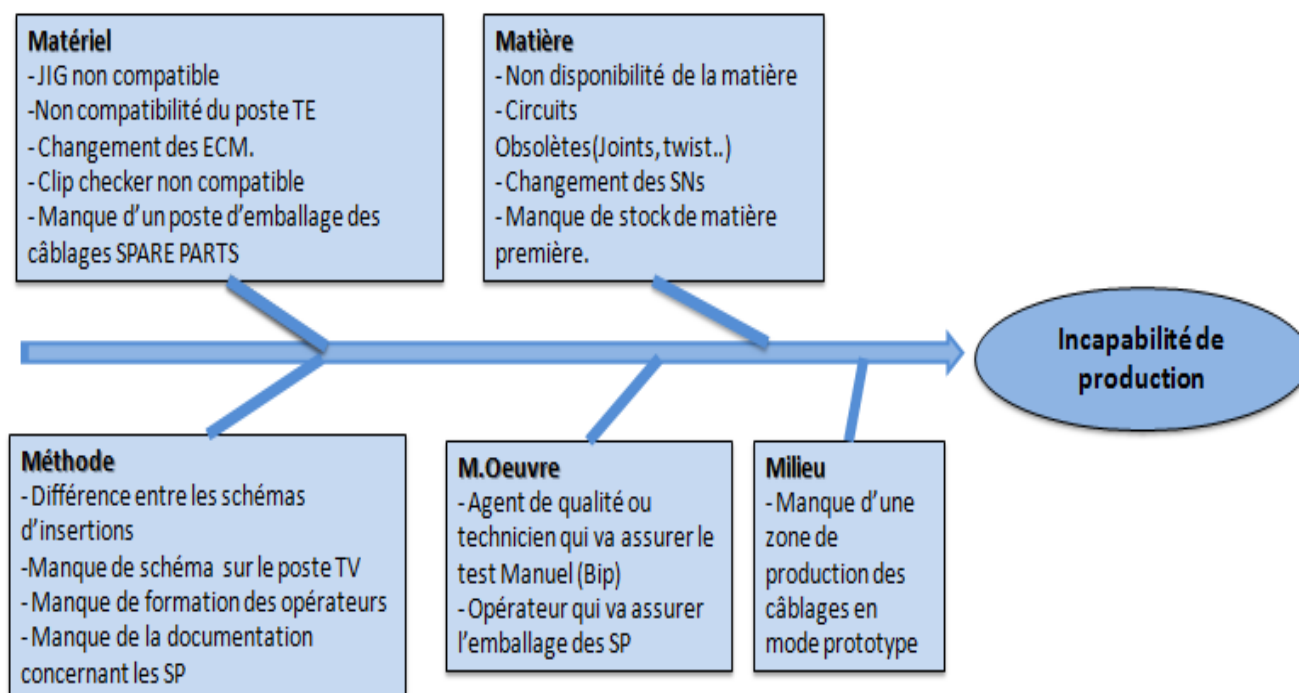 Matériel
- JIG non compatible
-Non compatibilité du poste TE
- Changement des ECM.
- Clip checker non compatible
- Manque d'un poste d'emballage des
câblages SPARE PARTS
Matière
- Non disponibilité de la matière
- Circuits
Obsolètes(Joints, twist..)
- Changement des SNs
- Manque de stock de matière
première.
Incapabilité de
production
Méthode
- Différence entre les schémas
d'insertions
-Manque de schéma sur le poste TV
- Manque de formation des opérateurs
- Manque de la documentation
concernant les SP
M.Oeuvre
- Agent de qualité ou
technicien qui va assurer le
test Manuel (Bip)
- Opérateur qui va assurer
l'emballage des SP
Milieu
- Manque d'une
zone de
production des
câblages en
mode prototype